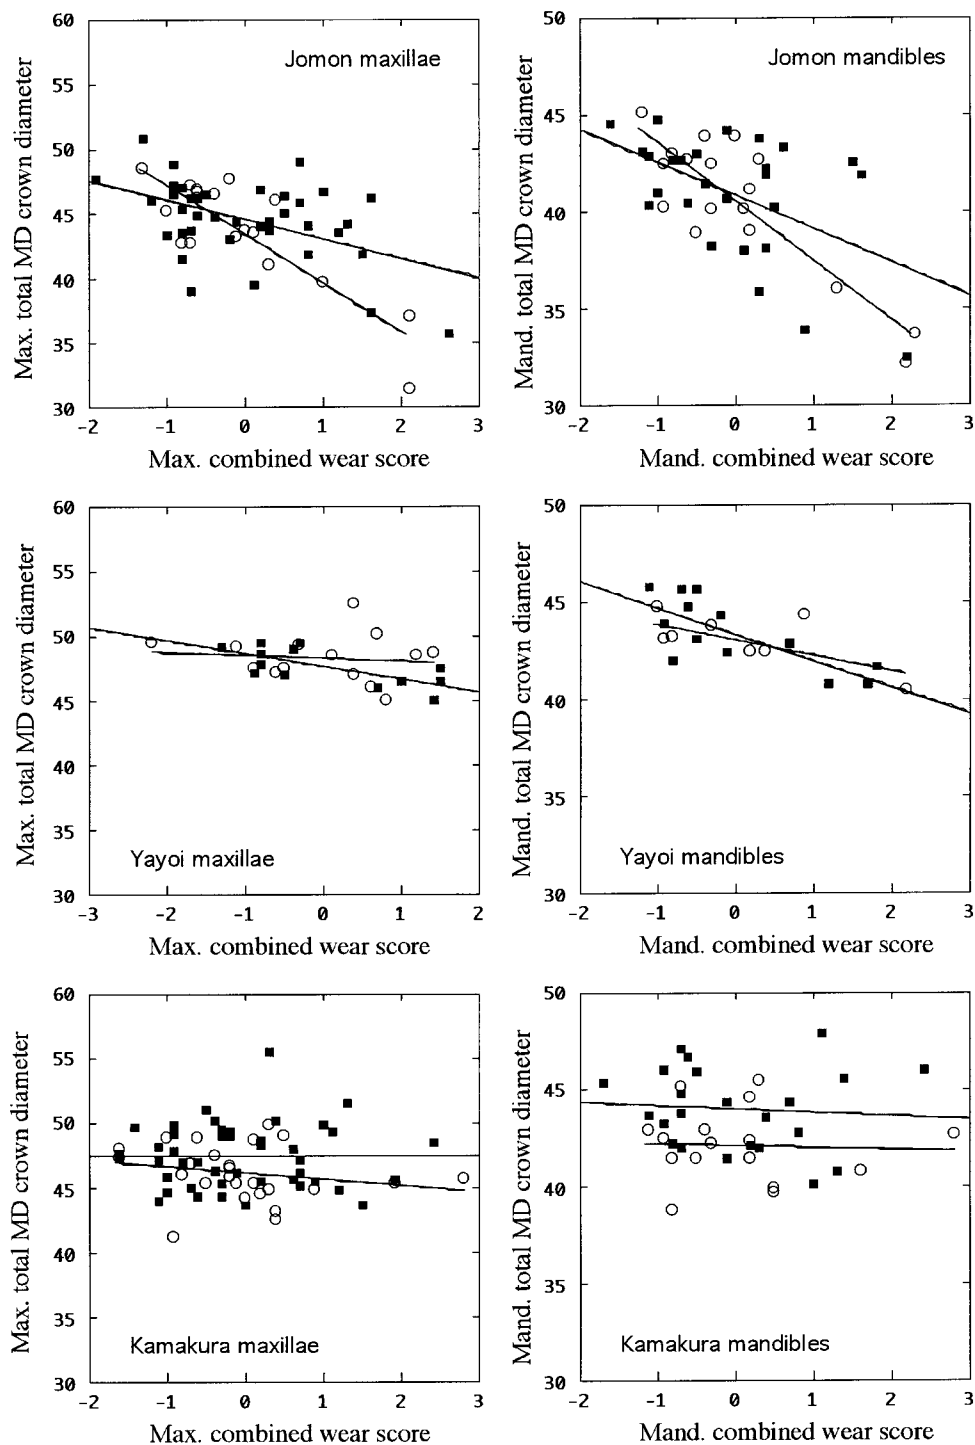 60
55
50
45
40
35
30
Max. total MD crown diameter
Jomon maxillae
-2 -1 0 1 2 3
Max. combined wear score
50
45
40
35
30
Mand. total MD crown diameter
Jomon mandibles
-2 -1 0 1 2 3
Mand. combined wear score
60
55
50
45
40
35
30
Max. total MD crown diameter
Yayoi maxillae
-3 -2 -1 0 1 2
Max. combined wear score
50
45
40
35
30
Mand. total MD crown diameter
Yayoi mandibles
-2 -1 0 1 2 3
Mand. combined wear score
60
55
50
45
40
35
30
Max. total MD crown diameter
Kamakura maxillae
-2 -1 0 1 2 3
Max. combined wear score
50
45
40
35
30
Mand. total MD crown diameter
Kamakura mandibles
-2 -1 0 1 2 3
Mand. combined wear score